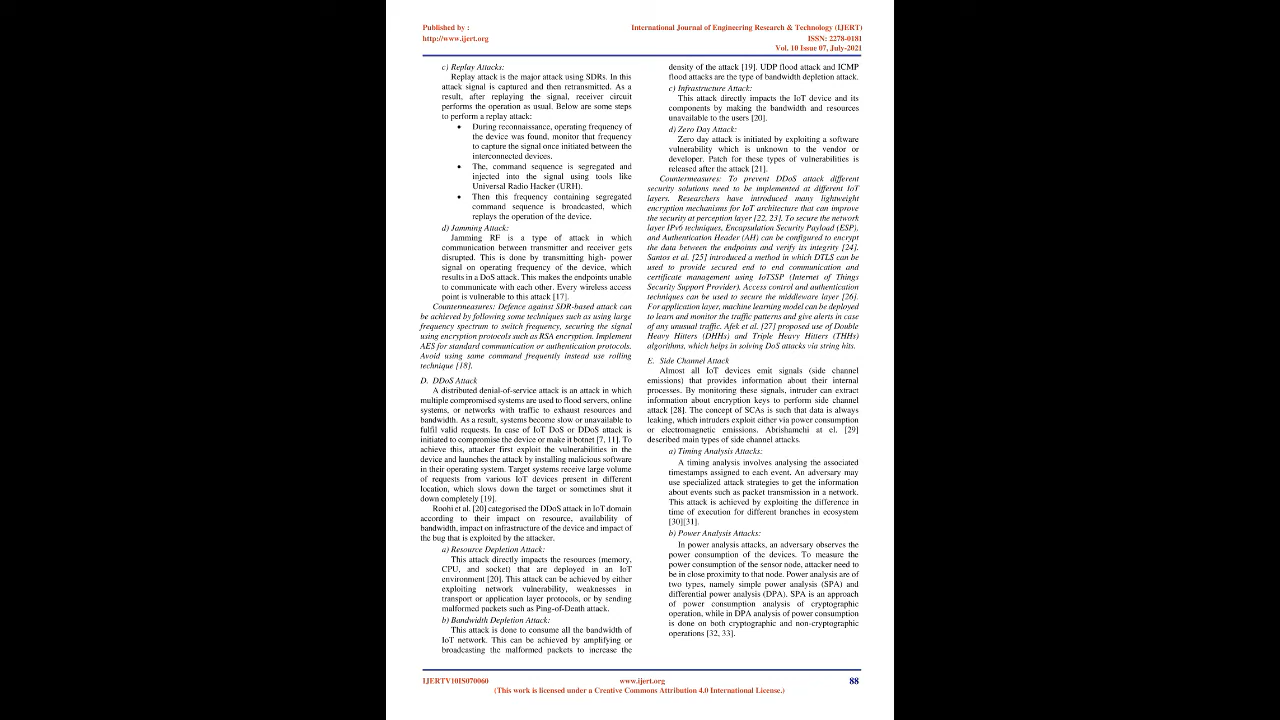 Published by :
http://www.ijert.org
International Journal of Engineering Research & Technology (IJERT)
ISSN: 2278-0181
Vol. 10 Issue 07, July-2021
c) Replay Attacks:
Replay attack is the major attack using SDRs. In this
attack signal is captured and then retransmitted. As a
result, after replaying the signal, receiver circuit
performs the operation as usual. Below are some steps
to perform a replay attack:
• During reconnaissance, operating frequency of
the device was found, monitor that frequency
to capture the signal once initiated between the
interconnected devices.
• The, command sequence is segregated and
injected into the signal using tools like
Universal Radio Hacker (URH).
• Then this frequency containing segregated
command sequence is broadcasted, which
replays the operation of the device.
d) Jamming Attack:
Jamming RF is a type of attack in which
communication between transmitter and receiver gets
disrupted. This is done by transmitting high- power
signal on operating frequency of the device, which
results in a DoS attack. This makes the endpoints unable
to communicate with each other. Every wireless access
point is vulnerable to this attack [17].
Countermeasures: Defence against SDR-based attack can
be achieved by following some techniques such as using large
frequency spectrum to switch frequency, securing the signal
using encryption protocols such as RSA encryption. Implement
AES for standard communication or authentication protocols.
Avoid using same command frequently instead use rolling
technique [18].
D. DDoS Attack
A distributed denial-of-service attack is an attack in which
multiple compromised systems are used to flood servers, online
systems, or networks with traffic to exhaust resources and
bandwidth. As a result, systems become slow or unavailable to
fulfil valid requests. In case of IoT DoS or DDoS attack is
initiated to compromise the device or make it botnet [7, 11]. To
achieve this, attacker first exploit the vulnerabilities in the
device and launches the attack by installing malicious software
in their operating system. Target systems receive large volume
of requests from various IoT devices present in different
location, which slows down the target or sometimes shut it
down completely [19].
Roohi et al. [20] categorised the DDoS attack in IoT domain
according to their impact on resource, availability of
bandwidth, impact on infrastructure of the device and impact of
the bug that is exploited by the attacker.
a) Resource Depletion Attack:
This attack directly impacts the resources (memory,
CPU, and socket) that are deployed in an IoT
environment [20]. This attack can be achieved by either
exploiting network vulnerability, weaknesses in
transport or application layer protocols, or by sending
malformed packets such as Ping-of-Death attack.
b) Bandwidth Depletion Attack:
This attack is done to consume all the bandwidth of
IoT network. This can be achieved by amplifying or
broadcasting the malformed packets to increase the
density of the attack [19]. UDP flood attack and ICMP
flood attacks are the type of bandwidth depletion attack.
c) Infrastructure Attack:
This attack directly impacts the IoT device and its
components by making the bandwidth and resources
unavailable to the users [20].
d) Zero Day Attack:
Zero day attack is initiated by exploiting a software
vulnerability which is unknown to the vendor or
developer. Patch for these types of vulnerabilities is
released after the attack [21].
Countermeasures: To prevent DDoS attack different
security solutions need to be implemented at different IoT
layers. Researchers have introduced many lightweight
encryption mechanisms for IoT architecture that can improve
the security at perception layer [22, 23]. To secure the network
layer IPv6 techniques, Encapsulation Security Payload (ESP),
and Authentication Header (AH) can be configured to encrypt
the data between the endpoints and verify its integrity [24].
Santos et al. [25] introduced a method in which DTLS can be
used to provide secured end to end communication and
certificate management using IoTSSP (Internet of Things
Security Support Provider). Access control and authentication
techniques can be used to secure the middleware layer [26].
For application layer, machine learning model can be deployed
to learn and monitor the traffic patterns and give alerts in case
of any unusual traffic. Afek et al. [27] proposed use of Double
Heavy Hitters (DHHs) and Triple Heavy Hitters (THHs)
algorithms, which helps in solving DoS attacks via string hits.
E. Side Channel Attack
Almost all IoT devices emit signals (side channel
emissions) that provides information about their internal
processes. By monitoring these signals, intruder can extract
information about encryption keys to perform side channel
attack [28]. The concept of SCAs is such that data is always
leaking, which intruders exploit either via power consumption
or electromagnetic emissions. Abrishamchi at el. [29]
described main types of side channel attacks.
a) Timing Analysis Attacks:
A timing analysis involves analysing the associated
timestamps assigned to each event. An adversary may
use specialized attack strategies to get the information
about events such as packet transmission in a network.
This attack is achieved by exploiting the difference in
time of execution for different branches in ecosystem
[30][31].
b) Power Analysis Attacks:
In power analysis attacks, an adversary observes the
power consumption of the devices. To measure the
power consumption of the sensor node, attacker need to
be in close proximity to that node. Power analysis are of
two types, namely simple power analysis (SPA) and
differential power analysis (DPA). SPA is an approach
of power consumption analysis of cryptographic
operation, while in DPA analysis of power consumption
is done on both cryptographic and non-cryptographic
operations [32, 33].
IJERTV10IS070060
www.ijert.org
88
(This work is licensed under a Creative Commons Attribution 4.0 International License.)